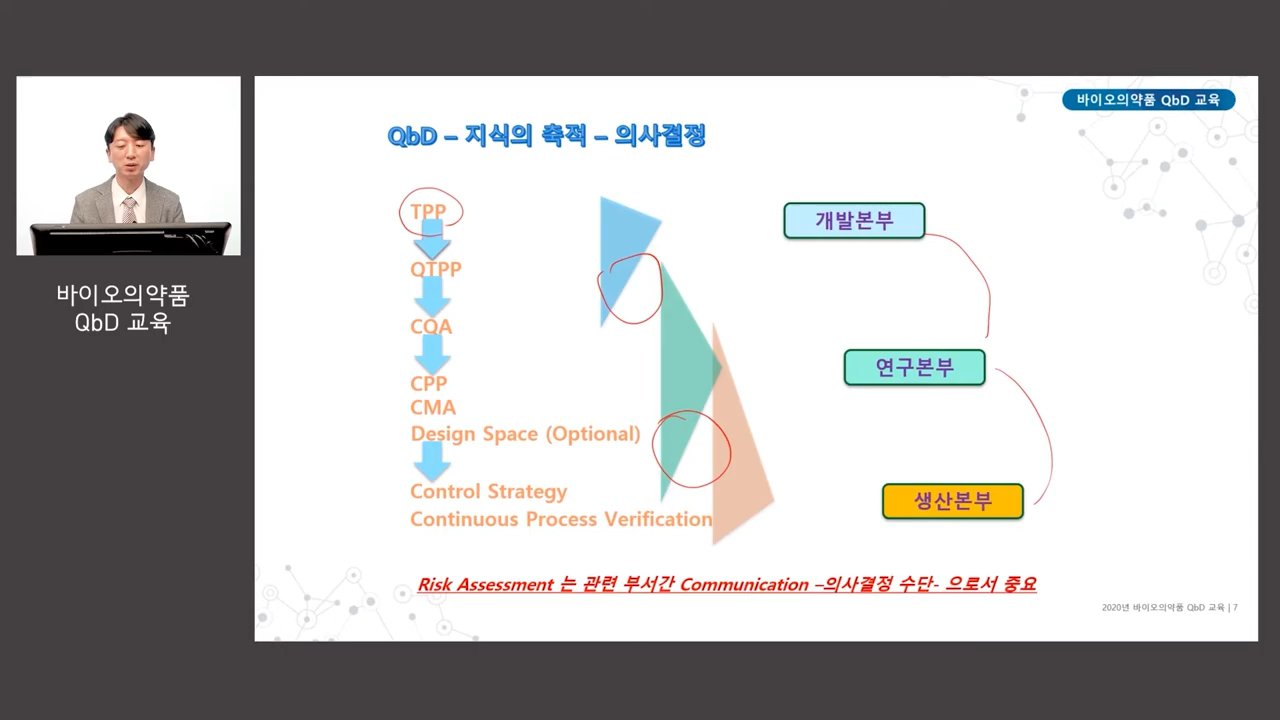 바이오의약품 QbD 교육
QbD – 지식의 축적 – 의사결정
TPP
QTPP
CQA
CPP
CMA
Design Space (Optional)
Control Strategy
Continuous Process Verification
개발본부
연구본부
생산본부
Risk Assessment 는 관련 부서간 Communication –의사결정 수단- 으로서 중요
2020년 바이오의약품 QbD 교육 | 7
바이오의약품
QbD 교육